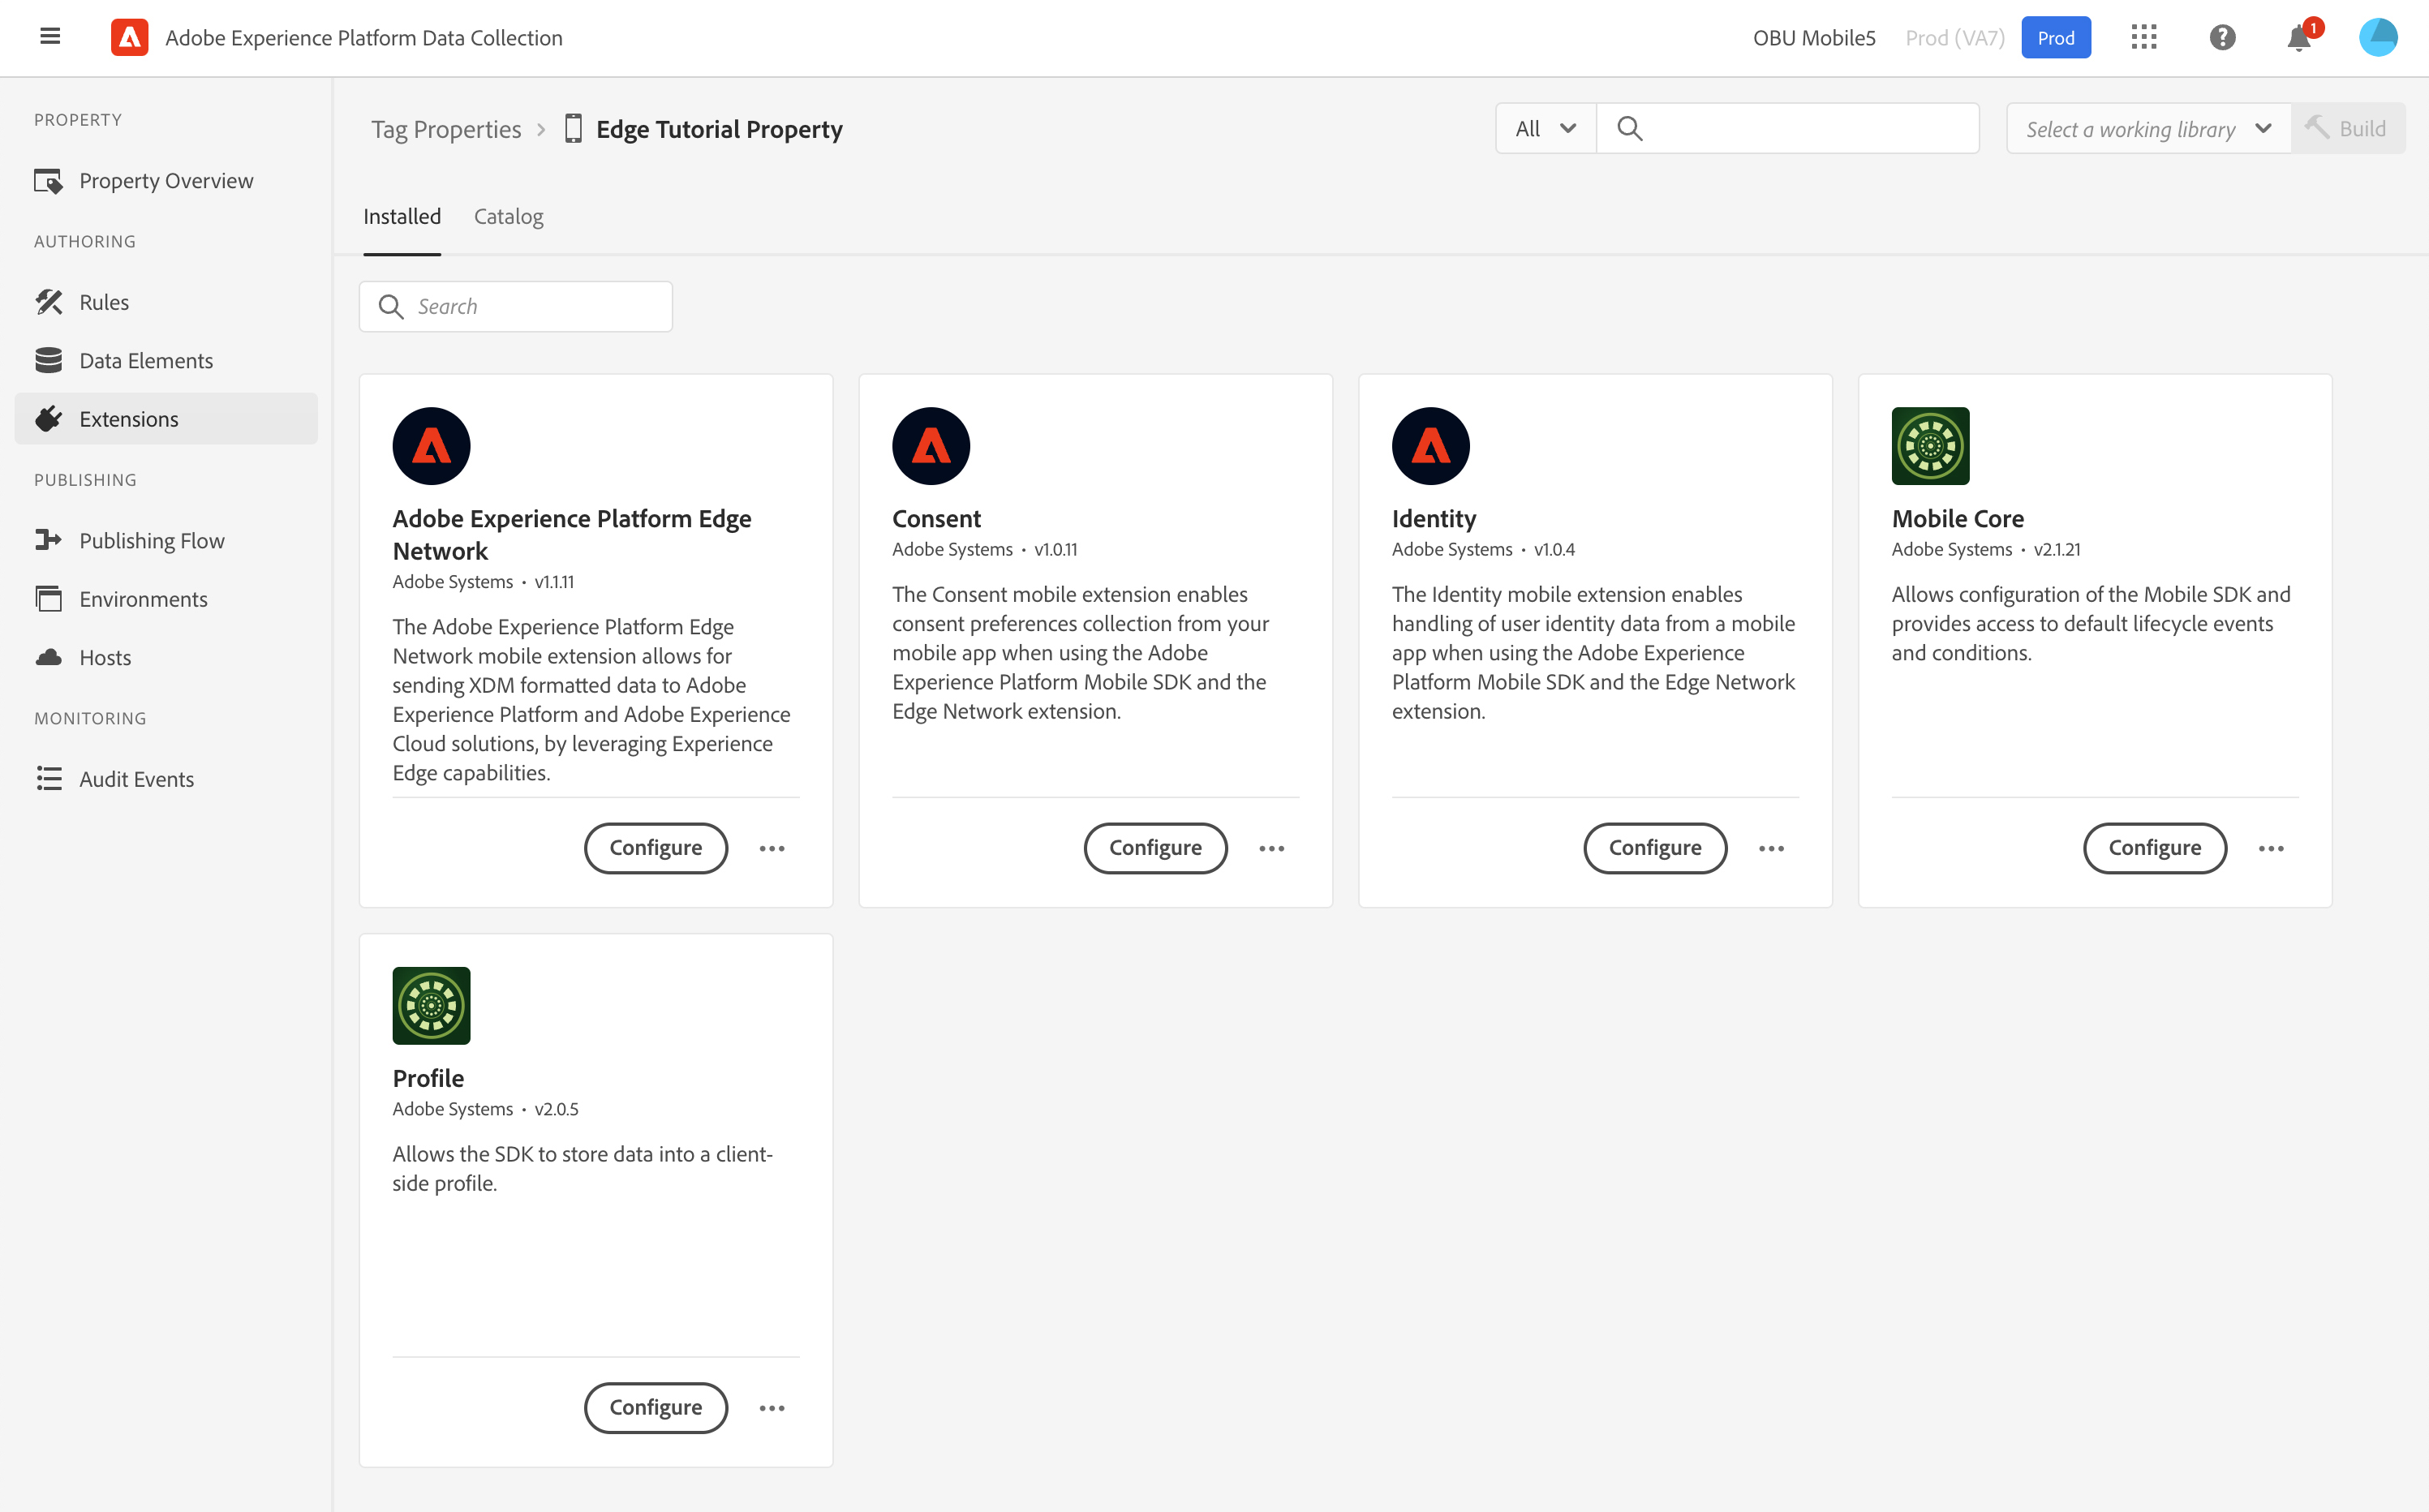 Adobe Experience Platform Data Collection
OBU Mobile5
Prod (VA7)
Prod
1
PROPERTY
Property Overview
AUTHORING
Rules
Data Elements
Extensions
PUBLISHING
Publishing Flow
Environments
Hosts
MONITORING
Audit Events
Tag Properties
Edge Tutorial Property
All
Select a working library
Build
Installed
Catalog
Search
Adobe Experience Platform Edge
Network
Adobe Systems • v1.1.11
The Adobe Experience Platform Edge
Network mobile extension allows for
sending XDM formatted data to Adobe
Experience Platform and Adobe Experience
Cloud solutions, by leveraging Experience
Edge capabilities.
Configure
Consent
Adobe Systems • v1.0.11
The Consent mobile extension enables
consent preferences collection from your
mobile app when using the Adobe
Experience Platform Mobile SDK and the
Edge Network extension.
Configure
Identity
Adobe Systems • v1.0.4
The Identity mobile extension enables
handling of user identity data from a mobile
app when using the Adobe Experience
Platform Mobile SDK and the Edge Network
extension.
Configure
Mobile Core
Adobe Systems • v2.1.21
Allows configuration of the Mobile SDK and
provides access to default lifecycle events
and conditions.
Configure
Profile
Adobe Systems • v2.0.5
Allows the SDK to store data into a client-
side profile.
Configure